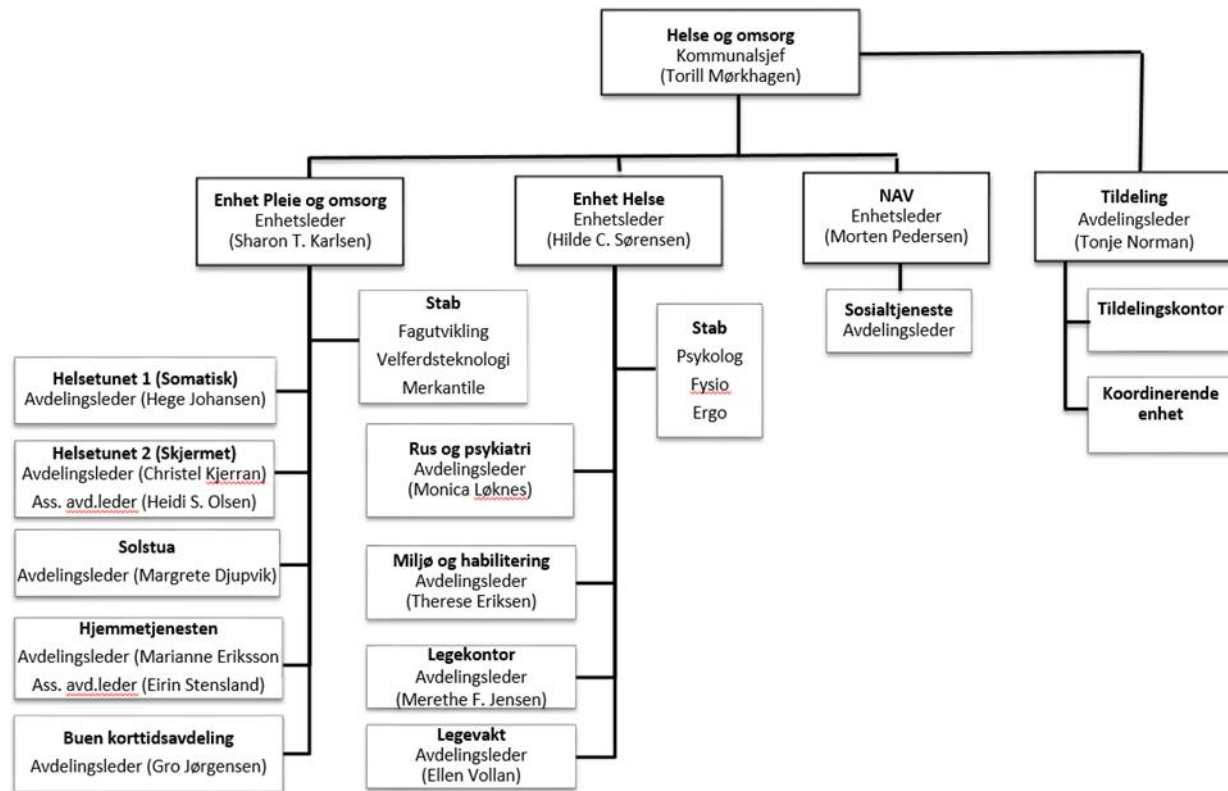 Helse og omsorg
Kommunalsjef
(Torill Mørkhagen)
Enhet Pleie og omsorg
Enhetsleder
(Sharon T. Karlsen)
Enhet Helse
Enhetsleder
(Hilde C. Sørensen)
NAV
Enhetsleder
(Morten Pedersen)
Tildeling
Avdelingsleder
(Tonje Norman)
Stab
Fagutvikling
Velferdsteknologi
Merkantile
Helsetunet 1 (Somatisk)
Avdelingsleder (Hege Johansen)
Helsetunet 2 (Skjermet)
Avdelingsleder (Christel Kjerran)
Ass. avd.leder (Heidi S. Olsen)
Solstua
Avdelingsleder (Margrete Djupvik)
Hjemmetjenesten
Avdelingsleder (Marianne Eriksson
Ass. avd.leder (Eirin Stensland)
Buen korttidsavdeling
Avdelingsleder (Gro Jørgensen)
Stab
Psykolog
Fysio
Ergo
Rus og psykiatri
Avdelingsleder
(Monica Løknes)
Miljø og habilitering
Avdelingsleder
(Therese Eriksen)
Legekontor
Avdelingsleder
(Merethe F. Jensen)
Legevakt
Avdelingsleder
(Ellen Vollan)
Sosialtjeneste
Avdelingsleder
Tildelingskontor
Koordinerende
enhet